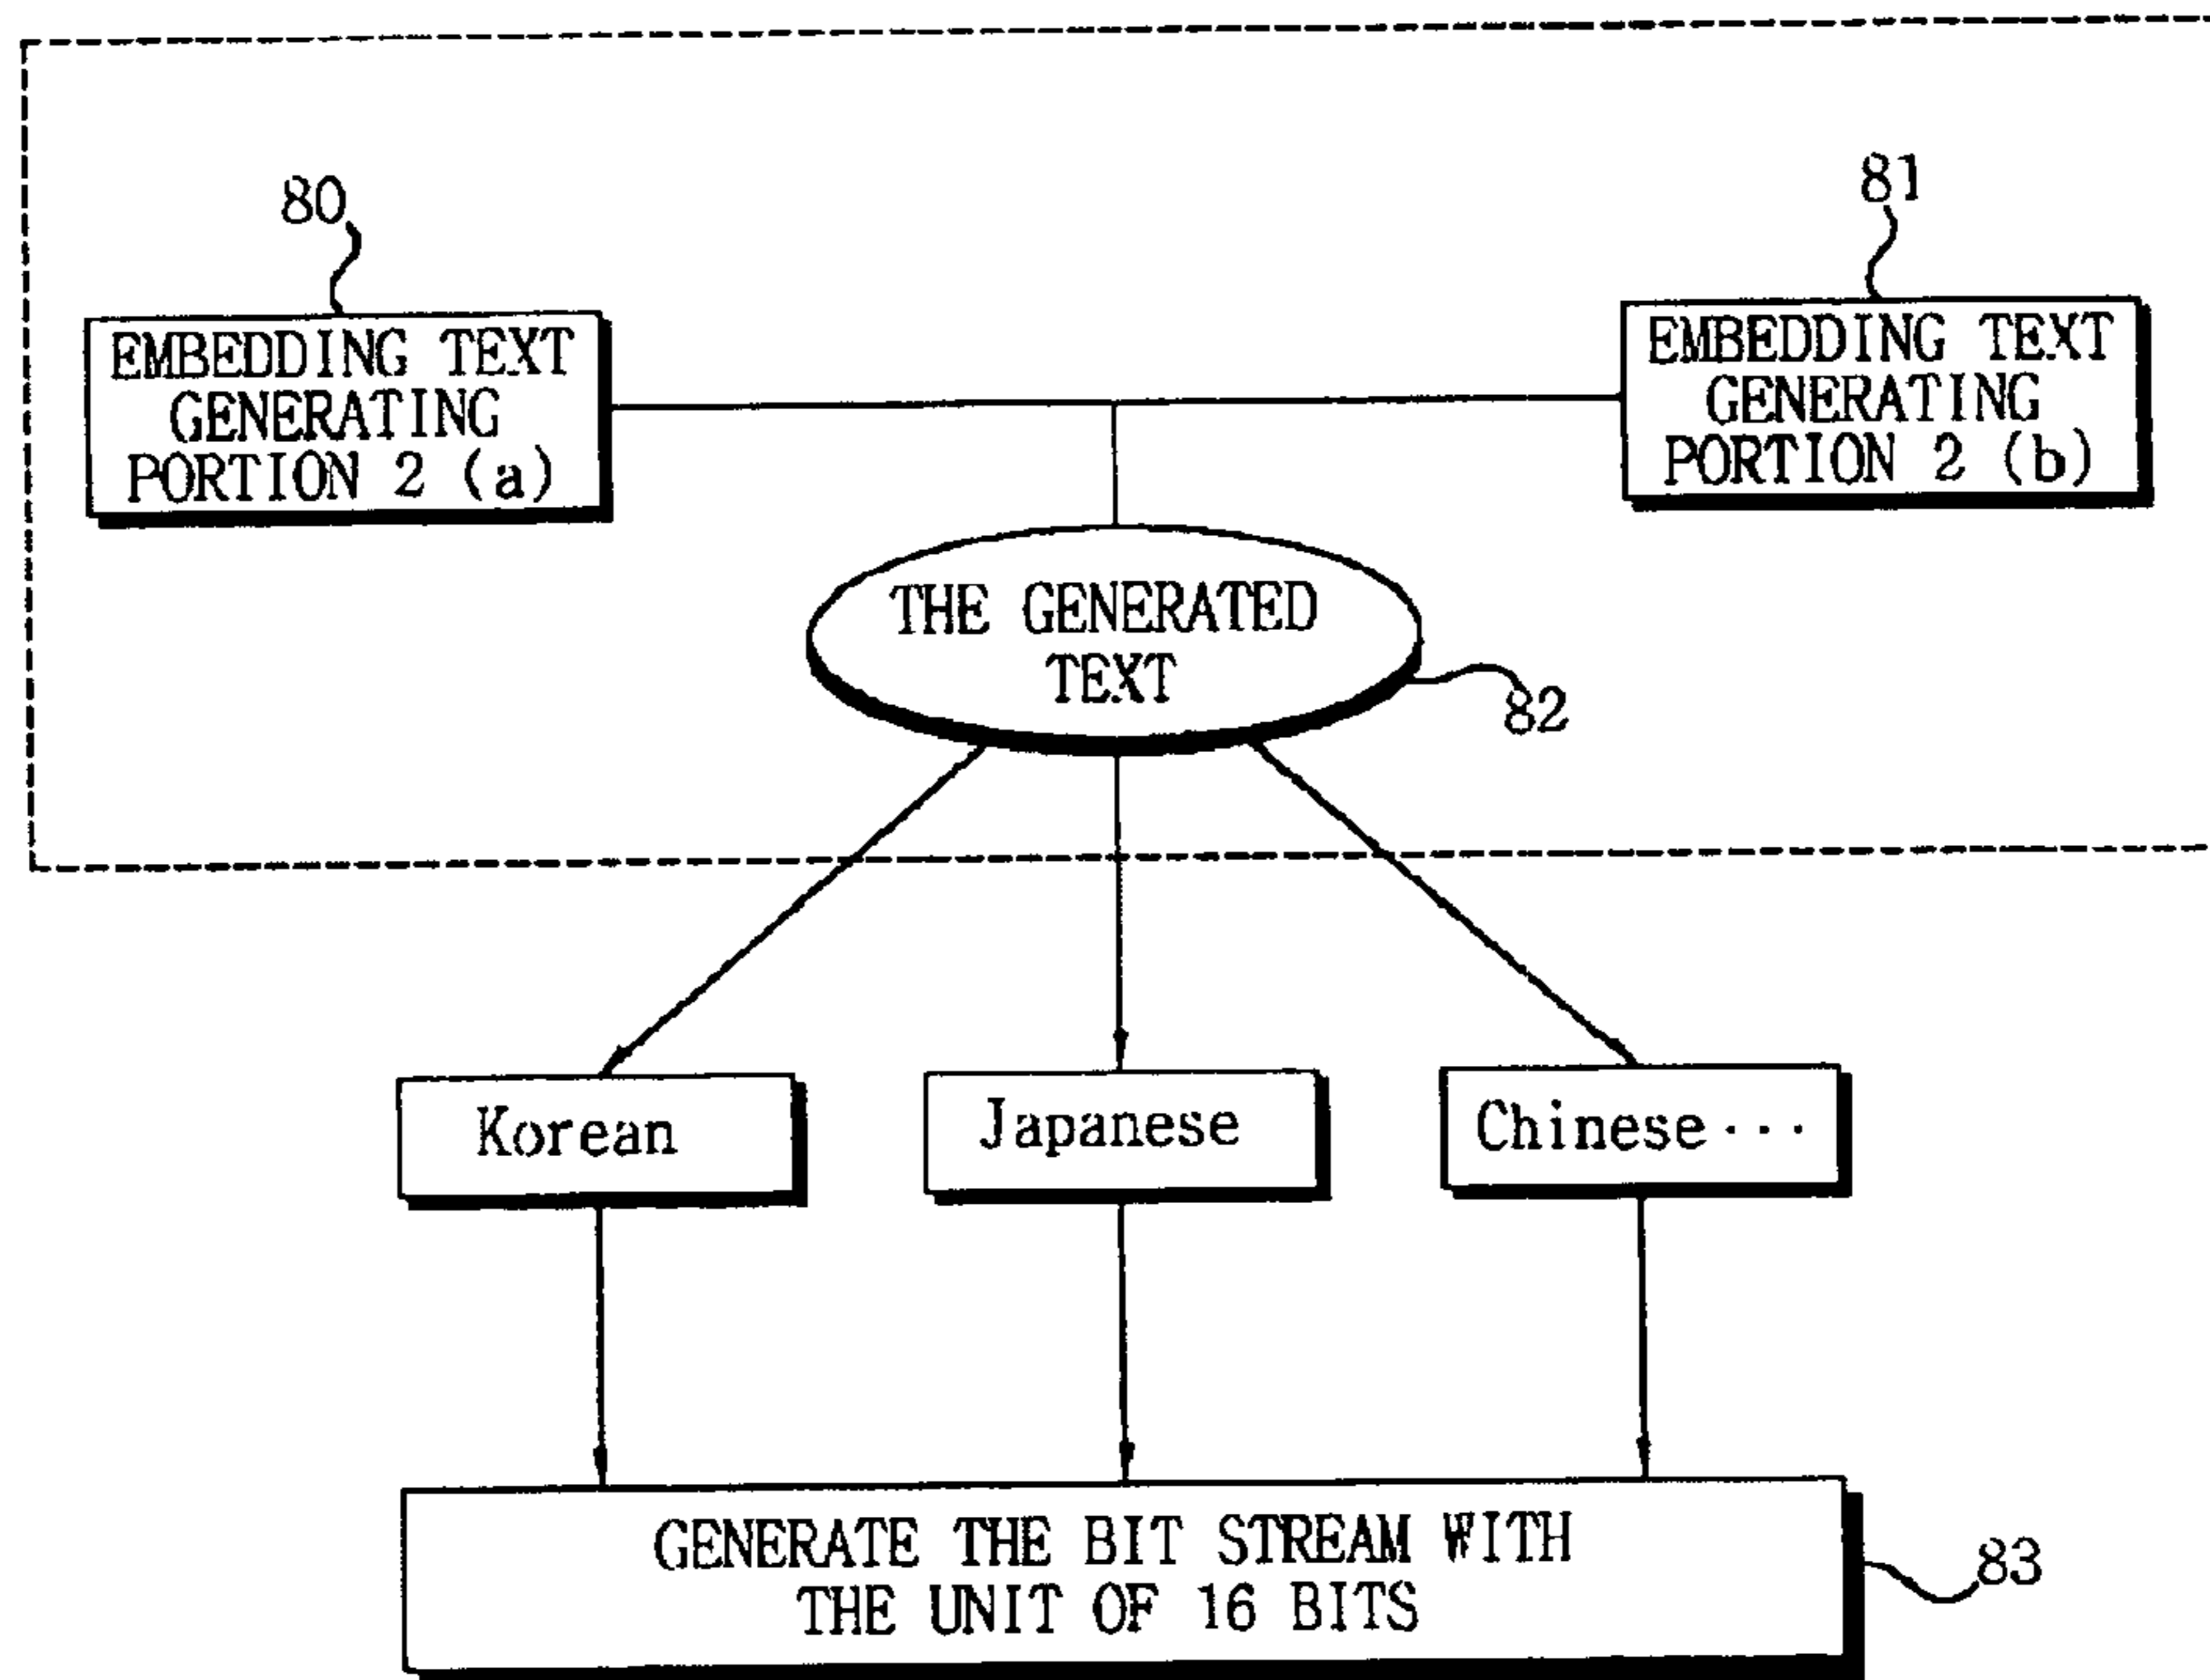 80
81
EMBEDDING TEXT
GENERATING
PORTION 2 (a)
EMBEDDING TEXT
GENERATING
PORTION 2 (b)
THE GENERATED
TEXT
82
Korean
Japanese
Chinese ···
GENERATE THE BIT STREAM WITH
THE UNIT OF 16 BITS
83